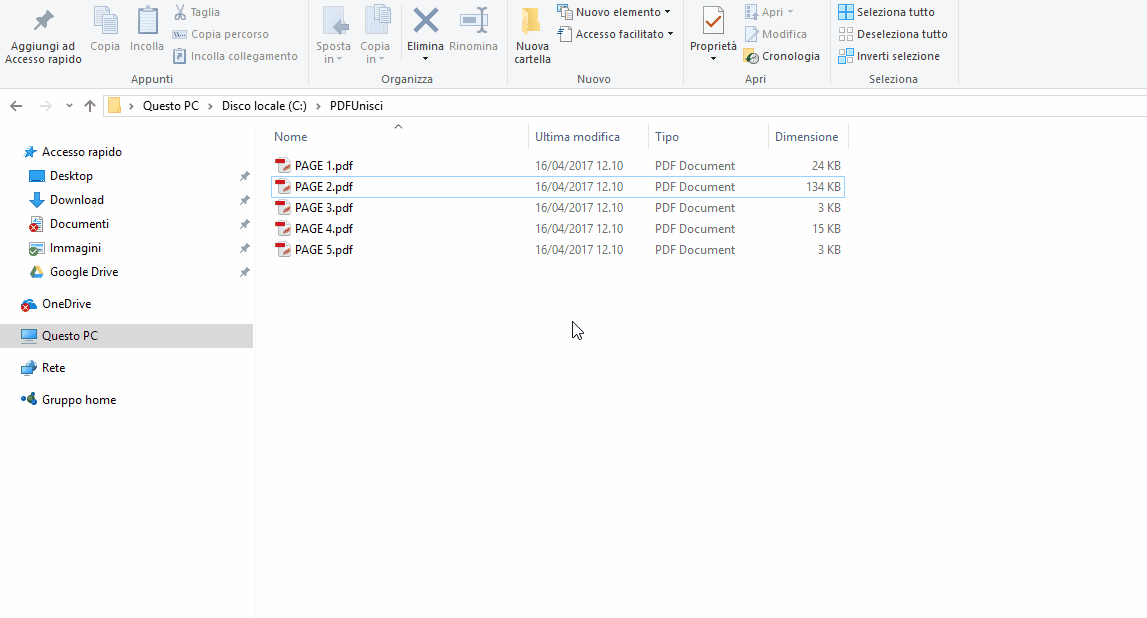 Aggiungi ad
Accesso rapido
Copia
Incolla
Taglia
Copia percorso
Incolla collegamento
Appunti
Sposta
in
Copia
in
Elimina
Rinomina
Organizza
Nuova
cartella
Nuovo elemento
Accesso facilitato
Nuovo
Proprietà
Apri
Modifica
Cronologia
Apri
Seleziona tutto
Deseleziona tutto
Inverti selezione
Seleziona
Questo PC > Disco locale (C:) > PDFUnisci
Accesso rapido
Desktop
Download
Documenti
Immagini
Google Drive
OneDrive
Questo PC
Rete
Gruppo home
Nome Ultima modifica Tipo Dimensione
PAGE 1.pdf 16/04/2017 12.10 PDF Document 24 KB
PAGE 2.pdf 16/04/2017 12.10 PDF Document 134 KB
PAGE 3.pdf 16/04/2017 12.10 PDF Document 3 KB
PAGE 4.pdf 16/04/2017 12.10 PDF Document 15 KB
PAGE 5.pdf 16/04/2017 12.10 PDF Document 3 KB